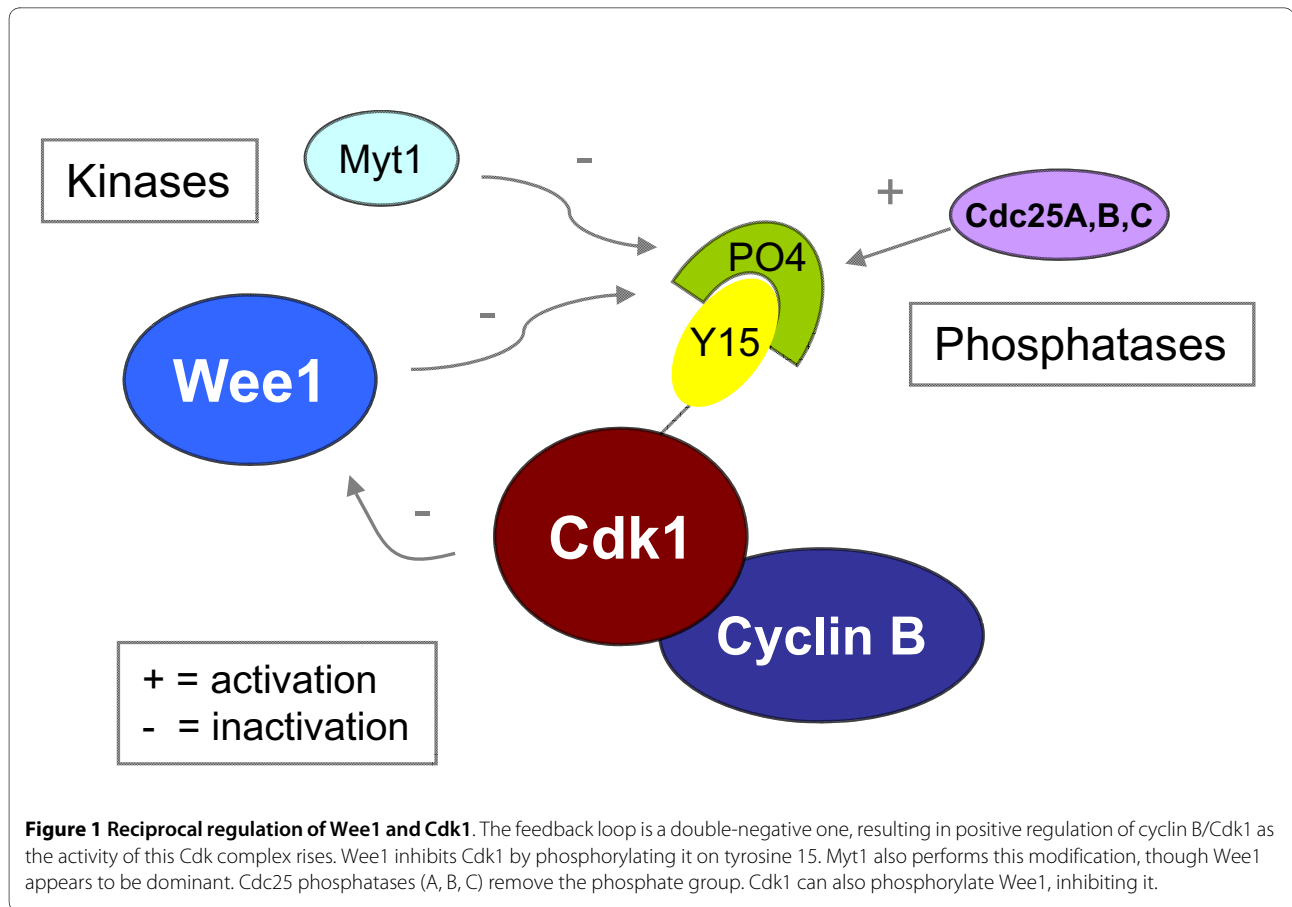 Kinases
Myt1
-
+
Cdc25A,B,C
PO4
-
Y15
Phosphatases
Wee1
-
Cdk1
Cyclin B
+ = activation
- = inactivation
Figure 1 Reciprocal regulation of Wee1 and Cdk1. The feedback loop is a double-negative one, resulting in positive regulation of cyclin B/Cdk1 as
the activity of this Cdk complex rises. Wee1 inhibits Cdk1 by phosphorylating it on tyrosine 15. Myt1 also performs this modification, though Wee1
appears to be dominant. Cdc25 phosphatases (A, B, C) remove the phosphate group. Cdk1 can also phosphorylate Wee1, inhibiting it.